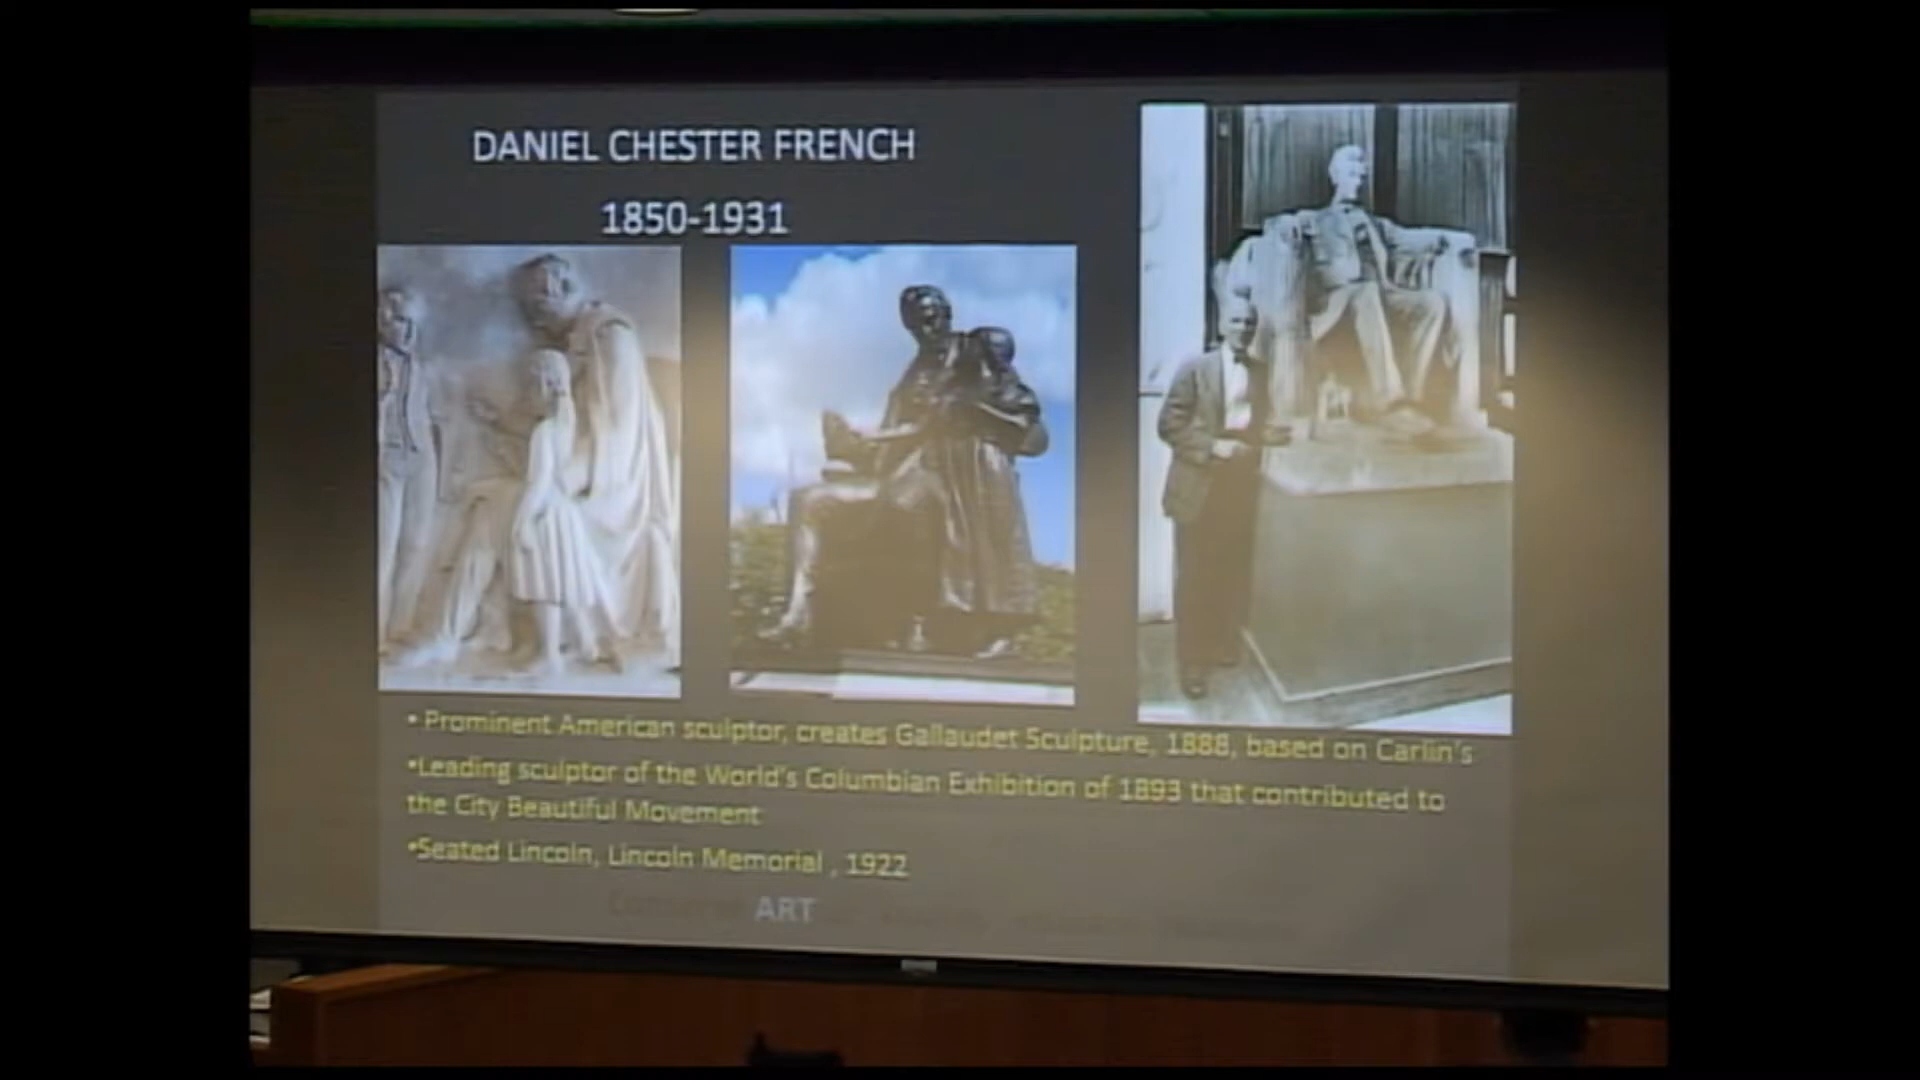 DANIEL CHESTER FRENCH
1850-1931
• Prominent American sculptor, creates Gallaudet Sculpture, 1888, based on Carlin's
•Leading sculptor of the World's Columbian Exhibition of 1893 that contributed to
the City Beautiful Movement
•Seated Lincoln, Lincoln Memorial , 1922
ART